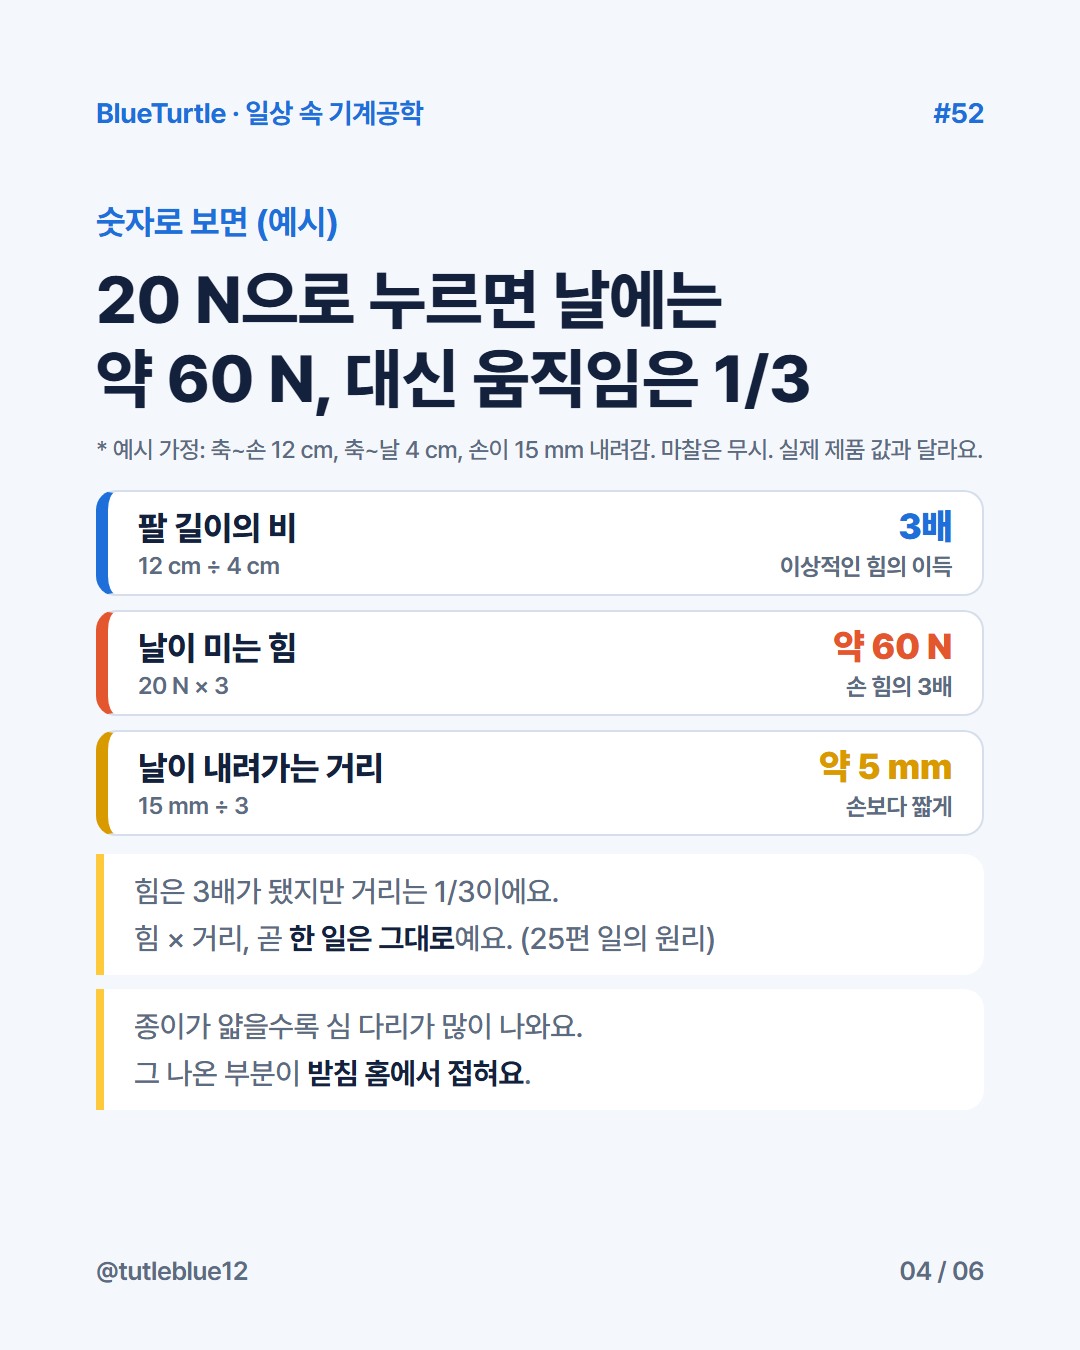 BlueTurtle · 일상 속 기계공학
#52
숫자로 보면 (예시)
20 N으로 누르면 날에는
약 60 N, 대신 움직임은 1/3
* 예시 가정: 축~손 12 cm, 축~날 4 cm, 손이 15 mm 내려감. 마찰은 무시. 실제 제품 값과 달라요.
팔 길이의 비
12 cm ÷ 4 cm
3배
이상적인 힘의 이득
날이 미는 힘
20 N × 3
약 60 N
손 힘의 3배
날이 내려가는 거리
15 mm ÷ 3
약 5 mm
손보다 짧게
힘은 3배가 됐지만 거리는 1/3이에요.
힘 × 거리, 곧 한 일은 그대로예요. (25편 일의 원리)
종이가 얇을수록 심 다리가 많이 나와요.
그 나온 부분이 받침 홈에서 접혀요.
@tutleblue12
04 / 06